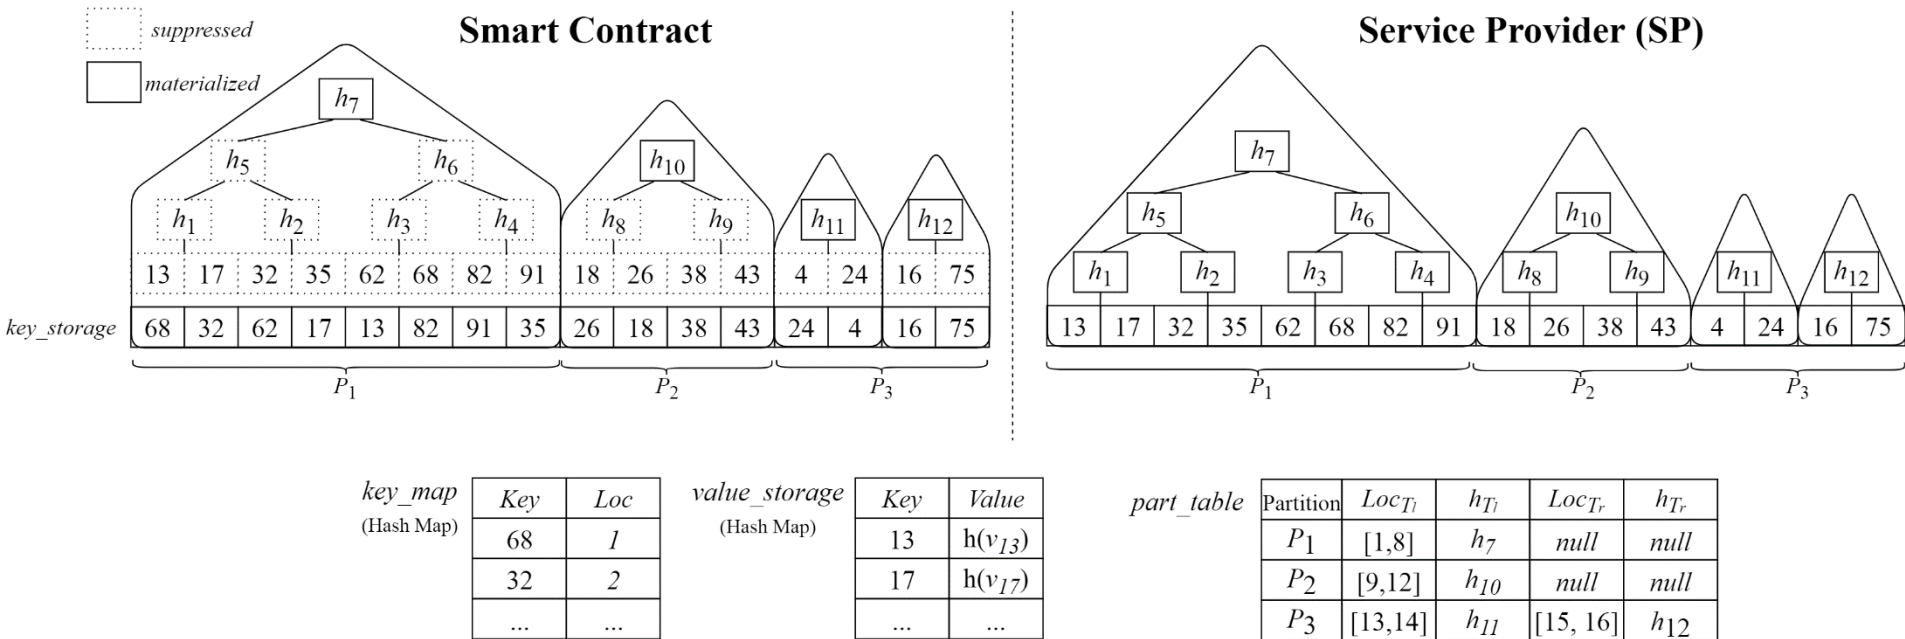 Smart Contract
Service Provider (SP)
suppressed
materialized
h7
h5 h6
h10
h1 h2 h3 h4 h8 h9 h11 h12
13 17 32 35 62 68 82 91 18 26 38 43 4 24 16 75
key_storage 68 32 62 17 13 82 91 35 26 18 38 43 24 4 16 75
P1 P2 P3
h7
h5 h6 h10
h1 h2 h3 h4 h8 h9 h11 h12
13 17 32 35 62 68 82 91 18 26 38 43 4 24 16 75
P1 P2 P3
key_map
(Hash Map)
Key Loc
68 1
32 2
... ...
value_storage
(Hash Map)
Key Value
13 h(v13)
17 h(v17)
... ...
part_table
Partition LocTl hTl LocTr hTr
P1 [1,8] h7 null null
P2 [9,12] h10 null null
P3 [13,14] h11 [15, 16] h12